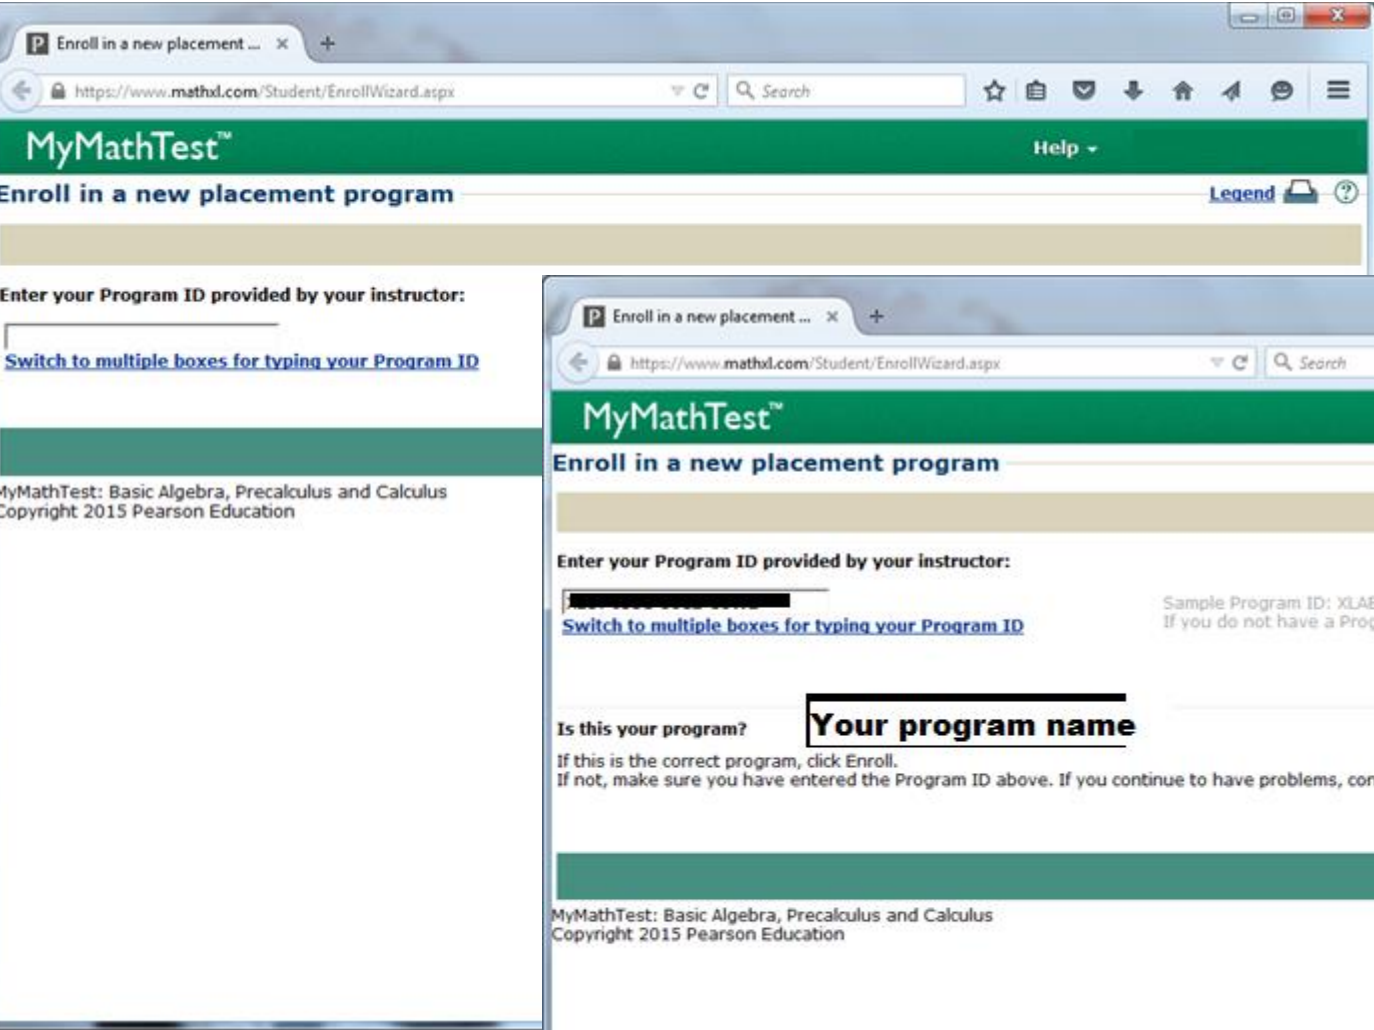 Enroll in a new placement ... × +
https://www.mathxl.com/Student/EnrollWizard.aspx
Search
MyMathTest™
Help
Enroll in a new placement program
Legend
Enter your Program ID provided by your instructor:
Switch to multiple boxes for typing your Program ID
MyMathTest: Basic Algebra, Precalculus and Calculus
Copyright 2015 Pearson Education
Enroll in a new placement ... × +
https://www.mathxl.com/Student/EnrollWizard.aspx
Search
MyMathTest™
Enroll in a new placement program
Enter your Program ID provided by your instructor:
Sample Program ID:
Switch to multiple boxes for typing your Program ID
If you do not have a
Is this your program?
Your program name
If this is the correct program, click Enroll.
If not, make sure you have entered the Program ID above. If you continue to have problems,
MyMathTest: Basic Algebra, Precalculus and Calculus
Copyright 2015 Pearson Education